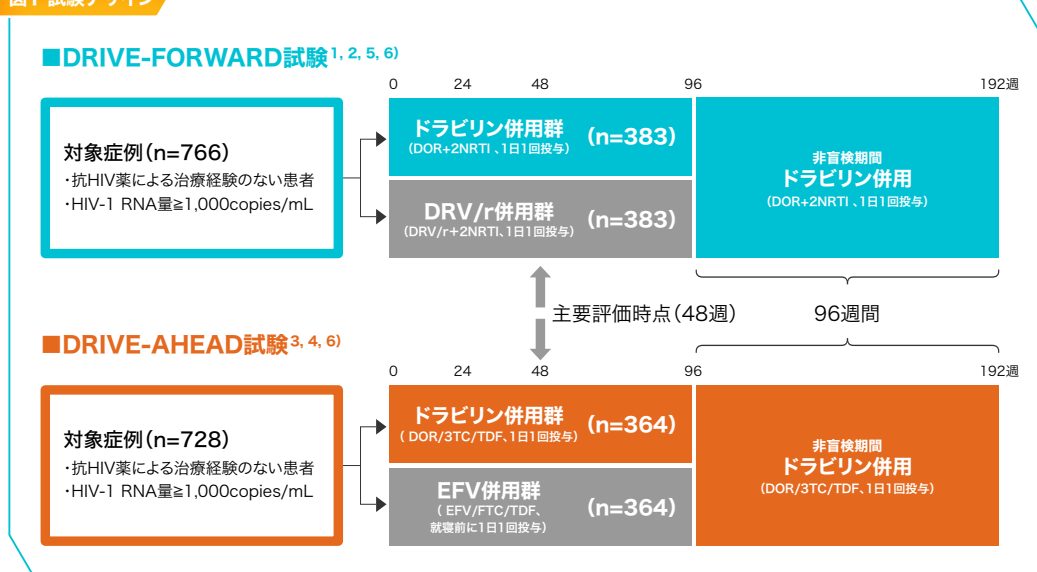 図1 試験デザイン
■DRIVE-FORWARD試験1, 2, 5, 6)
0 24 48 96 192週
対象症例(n=766)
・抗HIV薬による治療経験のない患者
・HIV-1 RNA量≧1,000copies/mL
ドラビリン併用群 (n=383)
(DOR+2NRTI 、1日1回投与)
DRV/r併用群 (n=383)
(DRV/r+2NRTI、1日1回投与)
非盲検期間
ドラビリン併用
(DOR+2NRTI 、1日1回投与)
主要評価時点(48週) 96週間
■DRIVE-AHEAD試験3, 4, 6)
0 24 48 96 192週
対象症例(n=728)
・抗HIV薬による治療経験のない患者
・HIV-1 RNA量≧1,000copies/mL
ドラビリン併用群 (n=364)
( DOR/3TC/TDF、1日1回投与)
EFV併用群 (n=364)
( EFV/FTC/TDF、
就寝前に1日1回投与)
非盲検期間
ドラビリン併用
(DOR/3TC/TDF、1日1回投与)